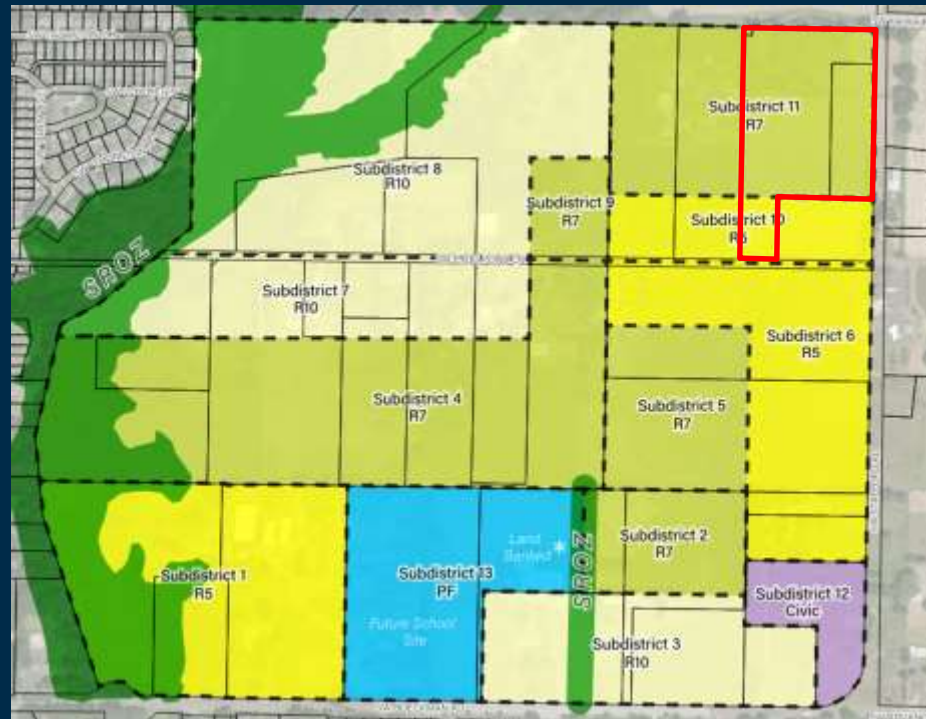 Subdistrict 11
R7
Subdistrict 8
R10
Subdistrict 9
R7
Subdistrict 10
R5
SROZ
Subdistrict 7
R10
Subdistrict 6
R5
Subdistrict 4
R7
Subdistrict 5
R7
Land
Banked
SROZ
Subdistrict 2
R7
Subdistrict 1
R5
Subdistrict 13
PF
Subdistrict 12
Civic
Future School
Site
Subdistrict 3
R10